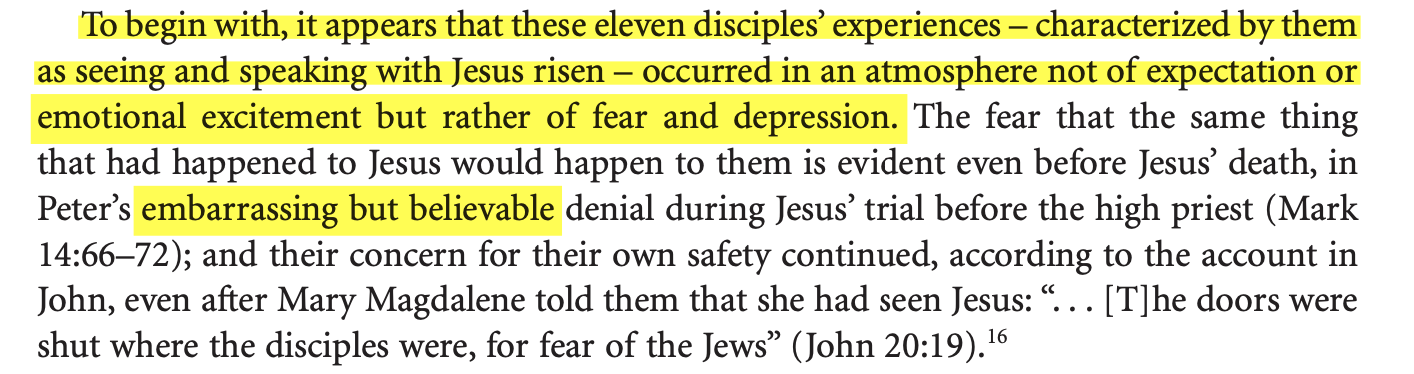 To begin with, it appears that these eleven disciples’ experiences – characterized by them
as seeing and speaking with Jesus risen – occurred in an atmosphere not of expectation or
emotional excitement but rather of fear and depression. The fear that the same thing
that had happened to Jesus would happen to them is evident even before Jesus’ death, in
Peter’s embarrassing but believable denial during Jesus’ trial before the high priest (Mark
14:66–72); and their concern for their own safety continued, according to the account in
John, even after Mary Magdalene told them that she had seen Jesus: “. . . [T]he doors were
shut where the disciples were, for fear of the Jews” (John 20:19).16